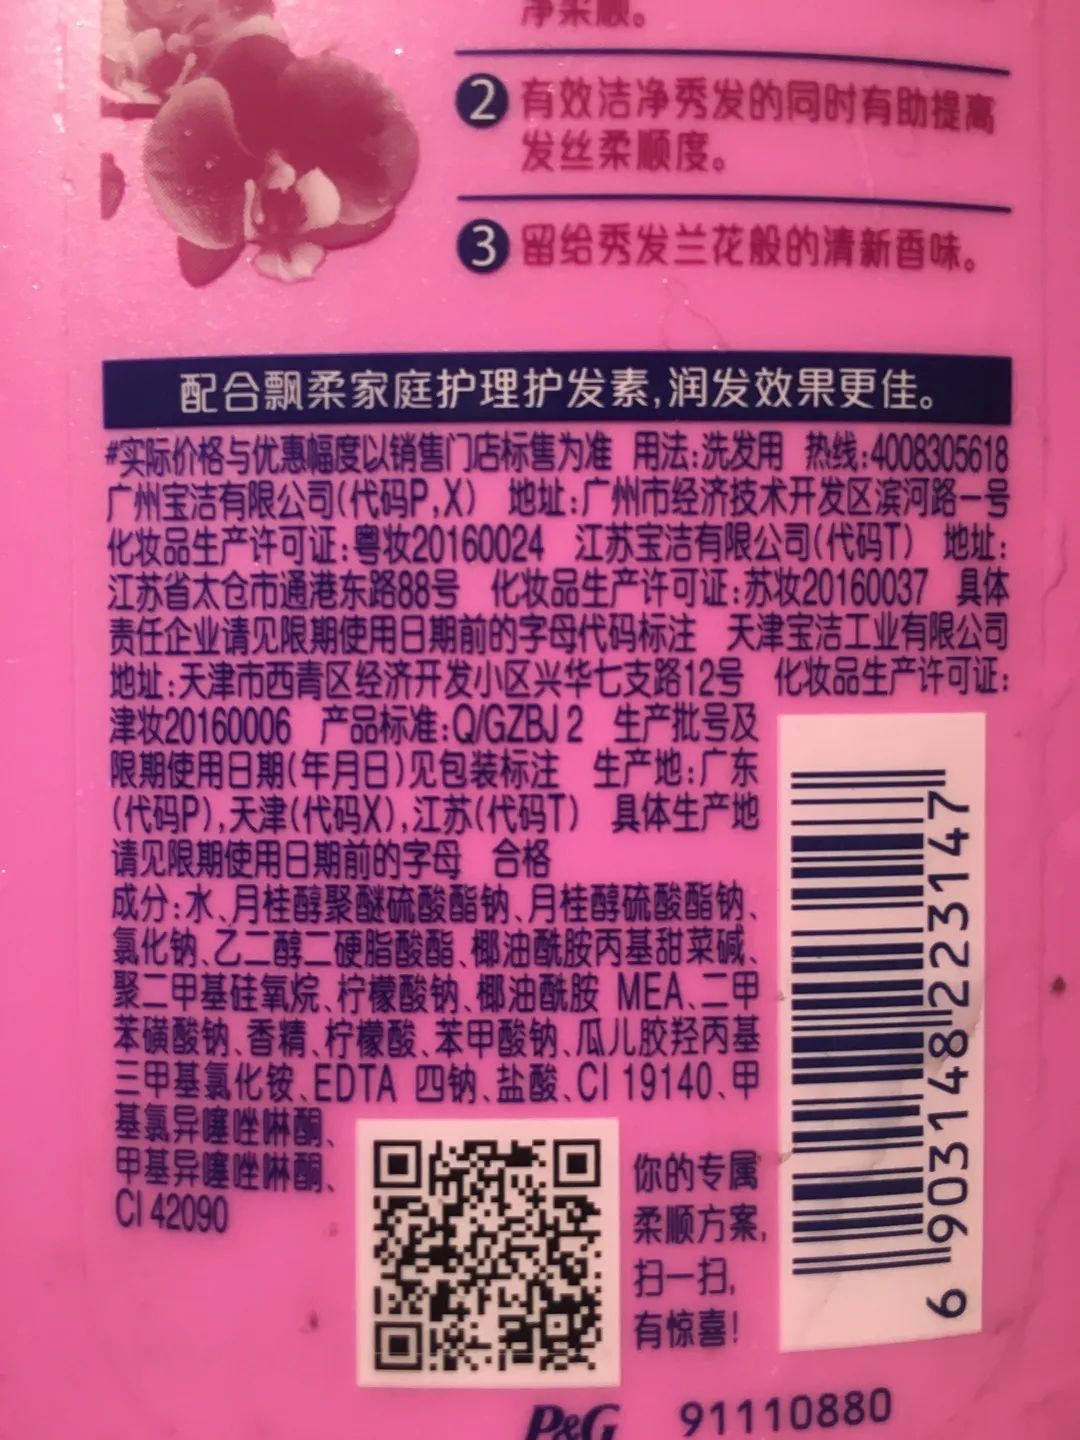 净柔顺。
2 有效洁净秀发的同时有助提高
发丝柔顺度。
3 留给秀发兰花般的清新香味。
配合飘柔家庭护理护发素,润发效果更佳。
#实际价格与优惠幅度以销售门店标售为准 用法:洗发用 热线:4008305618
广州宝洁有限公司(代码P,X) 地址:广州市经济技术开发区滨河路一号
化妆品生产许可证:粤妆20160024 江苏宝洁有限公司(代码T) 地址:
江苏省太仓市通港东路88号 化妆品生产许可证:苏妆20160037 具体
责任企业请见限期使用日期前的字母代码标注 天津宝洁工业有限公司
地址:天津市西青区经济开发小区兴华七支路12号 化妆品生产许可证:
津妆20160006 产品标准:Q/GZBJ 2 生产批号及
限期使用日期(年月日)见包装标注 生产地:广东
(代码P),天津(代码X),江苏(代码T) 具体生产地
请见限期使用日期前的字母 合格
成分:水、月桂醇聚醚硫酸酯钠、月桂醇硫酸酯钠、
氯化钠、乙二醇二硬脂酸酯、椰油酰胺丙基甜菜碱、
聚二甲基硅氧烷、柠檬酸钠、椰油酰胺 MEA、二甲
苯磺酸钠、香精、柠檬酸、苯甲酸钠、瓜儿胶羟丙基
三甲基氯化铵、EDTA 四钠、盐酸、CI 19140、甲
基氯异噻唑啉酮、
甲基异噻唑啉酮、
CI 42090
你的专属
柔顺方案,
扫一扫,
有惊喜!
6 903148 223147
P&G 91110880